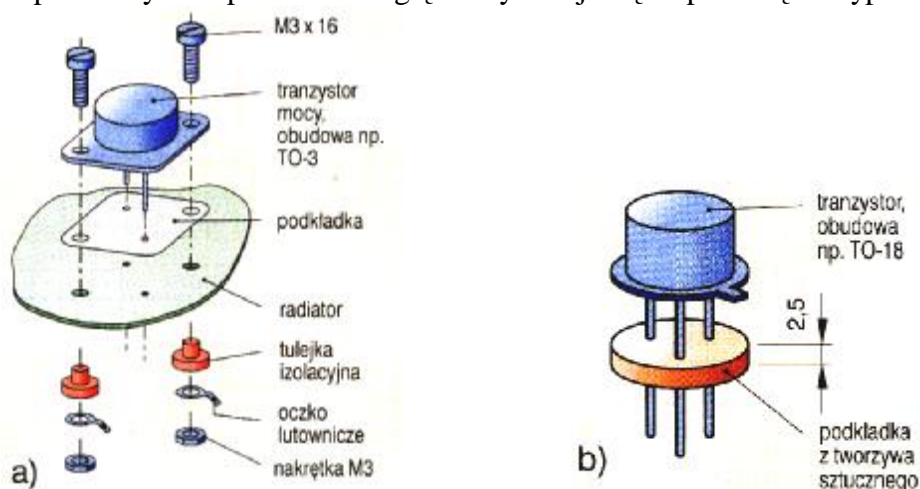 M3 x 16
tranzystor
mocy,
obudowa np.
TO-3
podkładka
radiator
tulejka
izolacyjna
oczko
lutownicze
nakrętka M3
a)
tranzystor,
obudowa
np. TO-18
2,5
podkładka
z tworzywa
sztucznego
b)